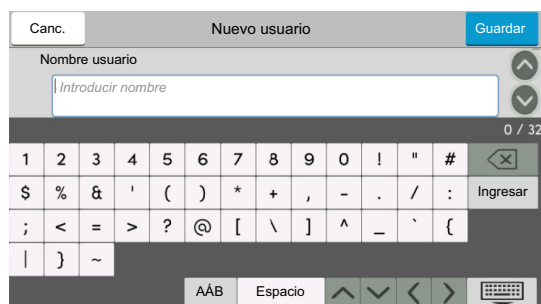 Canc. Nuevo usuario Guardar
Nombre usuario
Introducir nombre
0 / 32
1 2 3 4 5 6 7 8 9 0 ! " #
$ % & ' ( ) * + , - . / : Ingresar
; < = > ? @ [ \ ] ^ _ ` {
| } ~
AÁB Espacio